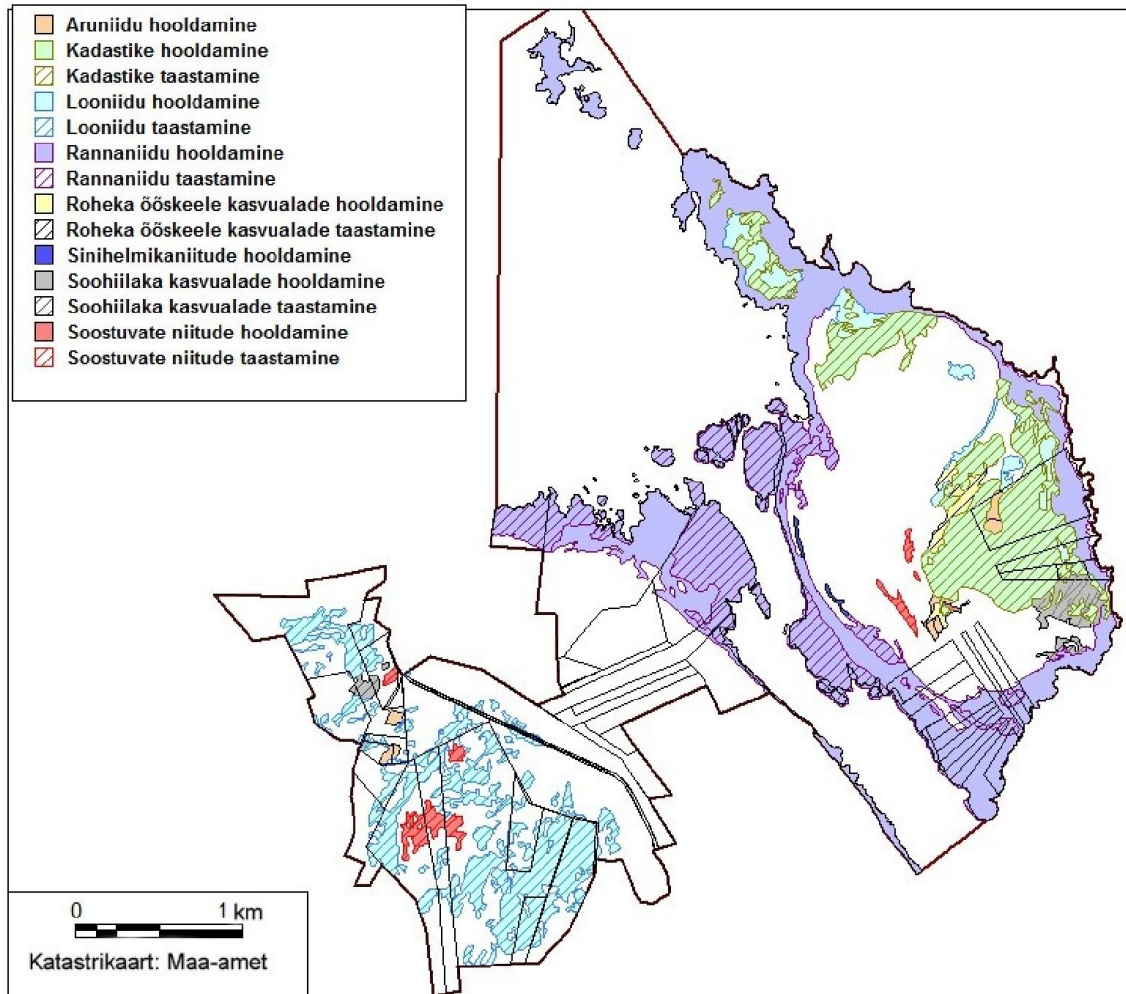 Aruniidu hooldamine
Kadastike hooldamine
Kadastike taastamine
Looniidu hooldamine
Looniidu taastamine
Rannaniidu hooldamine
Rannaniidu taastamine
Roheka õõskeele kasvualade hooldamine
Roheka õõskeele kasvualade taastamine
Sinihelmikaniitude hooldamine
Soohiilaka kasvualade hooldamine
Soohiilaka kasvualade taastamine
Soostuvate niitude hooldamine
Soostuvate niitude taastamine
0 1 km
Katastrikaart: Maa-amet